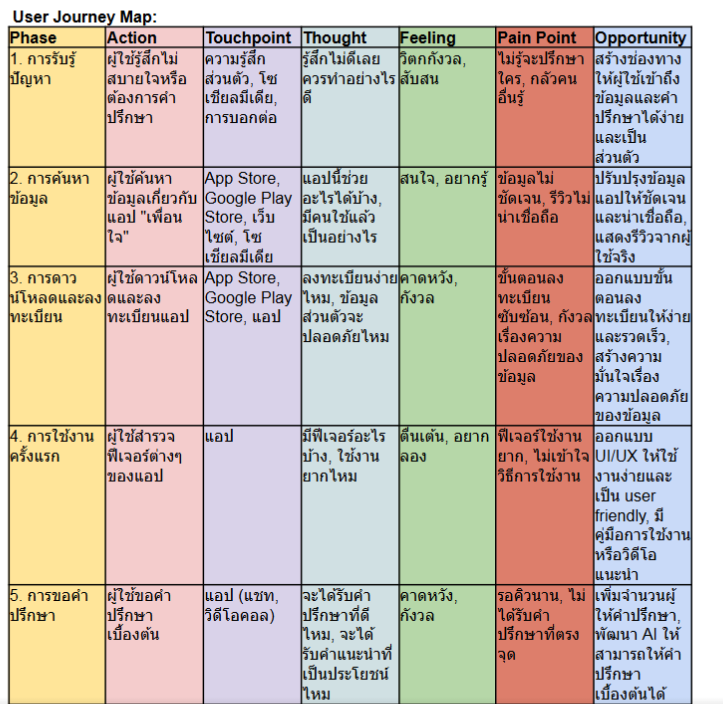 User Journey Map:
Phase
Action
Touchpoint
Thought
Feeling
Pain Point
Opportunity
1. การรับรู้
ปัญหา
ผู้ใช้รู้สึกไม่
สบายใจหรือ
ต้องการคำ
ปรึกษา
ความรู้สึก
ส่วนตัว, โซ
เชียลมีเดีย,
การบอกต่อ
รู้สึกไม่ดีเลย
ควรทำอย่างไร
ดี
วิตกกังวล,
สับสน
ไม่รู้จะปรึกษา
ใคร, กลัวคน
อื่นรู้
สร้างช่องทาง
ให้ผู้ใช้เข้าถึง
ข้อมูลและคำ
ปรึกษาได้ง่าย
และเป็น
ส่วนตัว
2. การค้นหา
ข้อมูล
ผู้ใช้ค้นหา
ข้อมูลเกี่ยวกับ
แอป "เพื่อน
ใจ"
App Store,
Google Play
Store, เว็บ
ไซต์, โซ
เชียลมีเดีย
แอปนี้ช่วย
อะไรได้บ้าง,
มีคนใช้แล้ว
เป็นอย่างไร
สนใจ, อยากรู้
ข้อมูลไม่
ชัดเจน, รีวิวไม่
น่าเชื่อถือ
ปรับปรุงข้อมูล
แอปให้ชัดเจน
และน่าเชื่อถือ,
แสดงรีวิวจากผู้
ใช้จริง
3. การดาว
น์โหลดและลง
ทะเบียน
ผู้ใช้ดาวน์โหล
ดและลง
ทะเบียนแอป
App Store,
Google Play
Store, แอป
ลงทะเบียนง่าย
ไหม, ข้อมูล
ส่วนตัวจะ
ปลอดภัยไหม
คาดหวัง,
กังวล
ขั้นตอนลง
ทะเบียน
ซับซ้อน, กังวล
เรื่องความ
ปลอดภัยของ
ข้อมูล
ออกแบบขั้น
ตอนลง
ทะเบียนให้ง่าย
และรวดเร็ว,
สร้างความ
มั่นใจเรื่อง
ความปลอดภัย
ของข้อมูล
4. การใช้งาน
ครั้งแรก
ผู้ใช้สำรวจ
ฟีเจอร์ต่างๆ
ของแอป
แอป
มีฟีเจอร์อะไร
บ้าง, ใช้งาน
ยากไหม
ตื่นเต้น, อยาก
ลอง
ฟีเจอร์ใช้งาน
ยาก, ไม่เข้าใจ
วิธีการใช้งาน
ออกแบบ
UI/UX ให้ใช้
งานง่ายและ
เป็น user
friendly, มี
คู่มือการใช้งาน
หรือวิดีโอ
แนะนำ
5. การขอคำ
ปรึกษา
ผู้ใช้ขอคำ
ปรึกษา
เบื้องต้น
แอป (แชท,
วิดีโอคอล)
จะได้รับคำ
ปรึกษาที่ดี
ไหม, จะได้
รับคำแนะนำที่
เป็นประโยชน์
ไหม
คาดหวัง,
กังวล
รอคิวนาน, ไม่
ได้รับคำ
ปรึกษาที่ตรง
จุด
เพิ่มจำนวนผู้
ให้คำปรึกษา,
พัฒนา AI ให้
สามารถให้คำ
ปรึกษา
เบื้องต้นได้